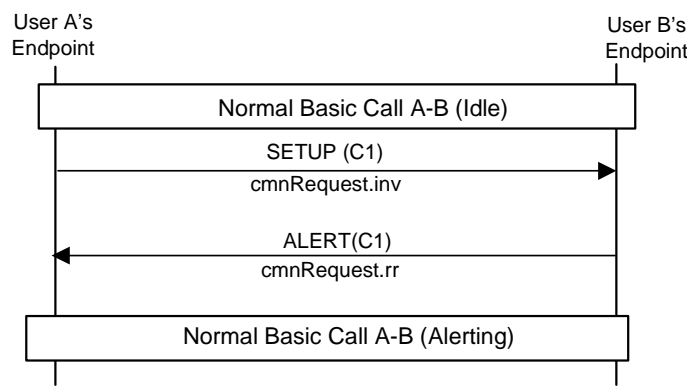 User A's
Endpoint
User B's
Endpoint
Normal Basic Call A-B (Idle)
SETUP (C1)
cmnRequest.inv
ALERT(C1)
cmnRequest.rr
Normal Basic Call A-B (Alerting)